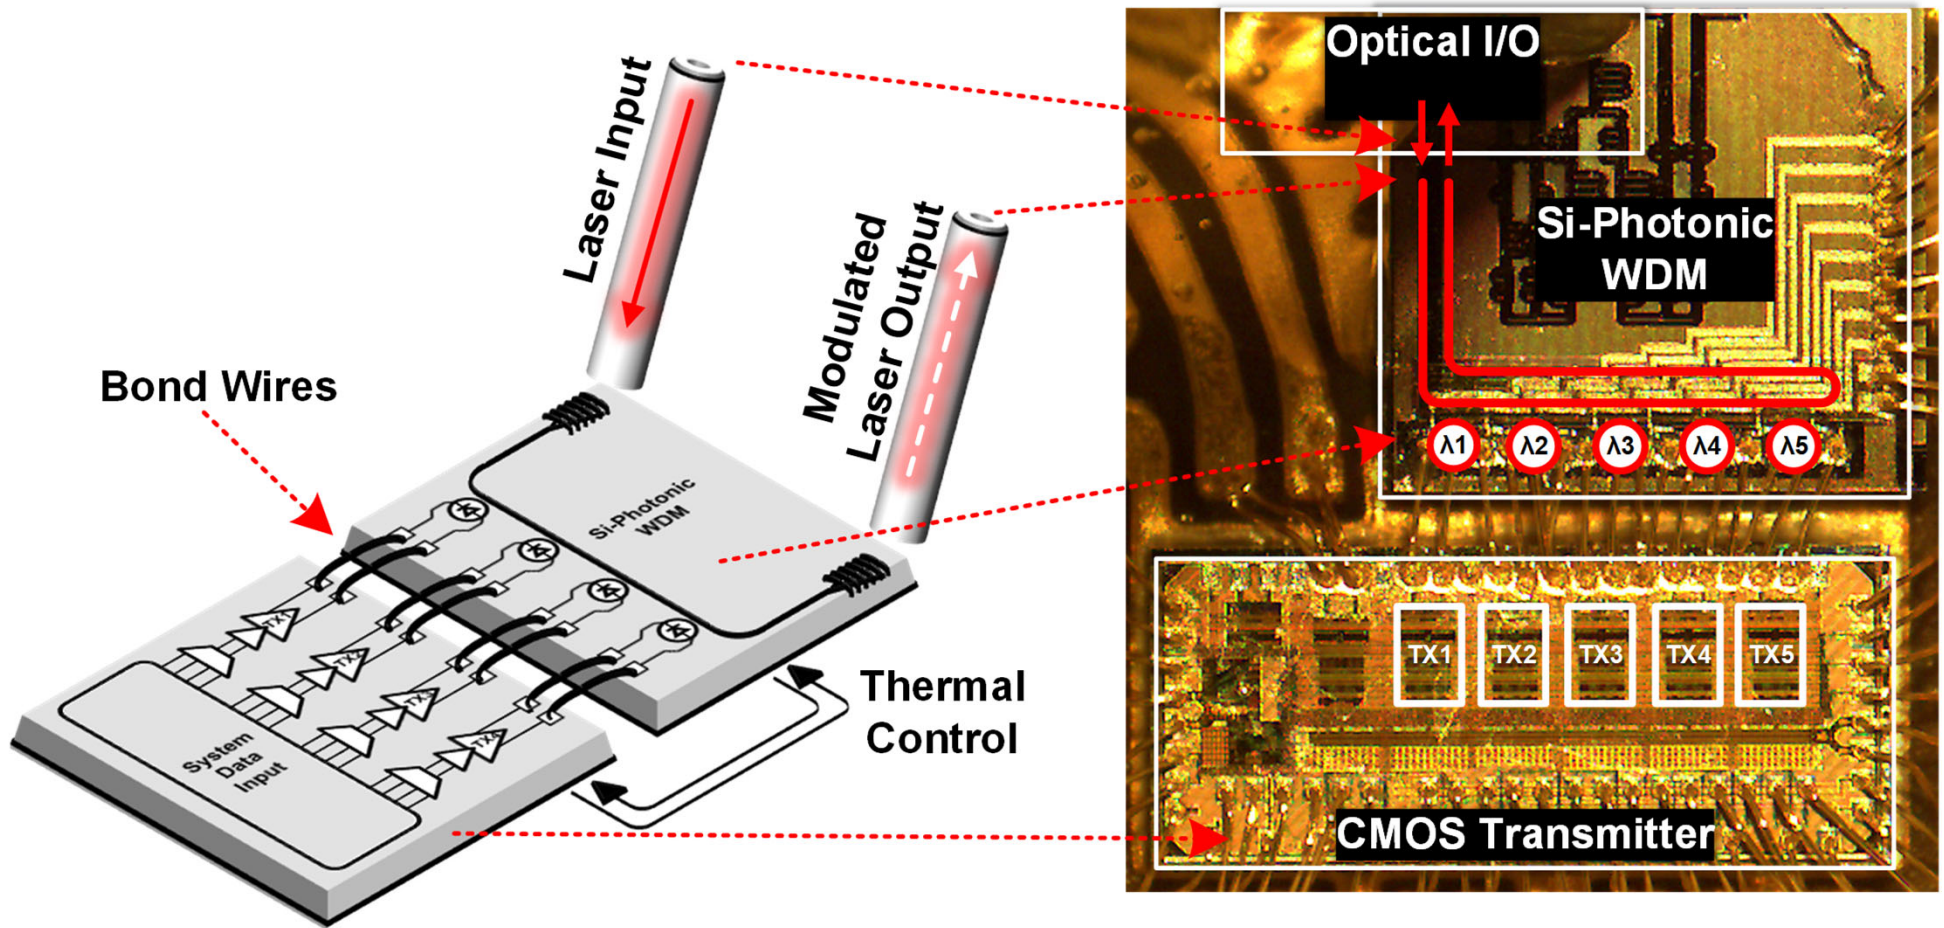 Laser Input
Modulated
Laser Output
Bond Wires
Si-Photonic
WDM
TX1
TX2
TX3
TX4
System
Data
Input
Thermal
Control
Optical I/O
Si-Photonic
WDM
λ1 λ2 λ3 λ4 λ5
TX1 TX2 TX3 TX4 TX5
CMOS Transmitter